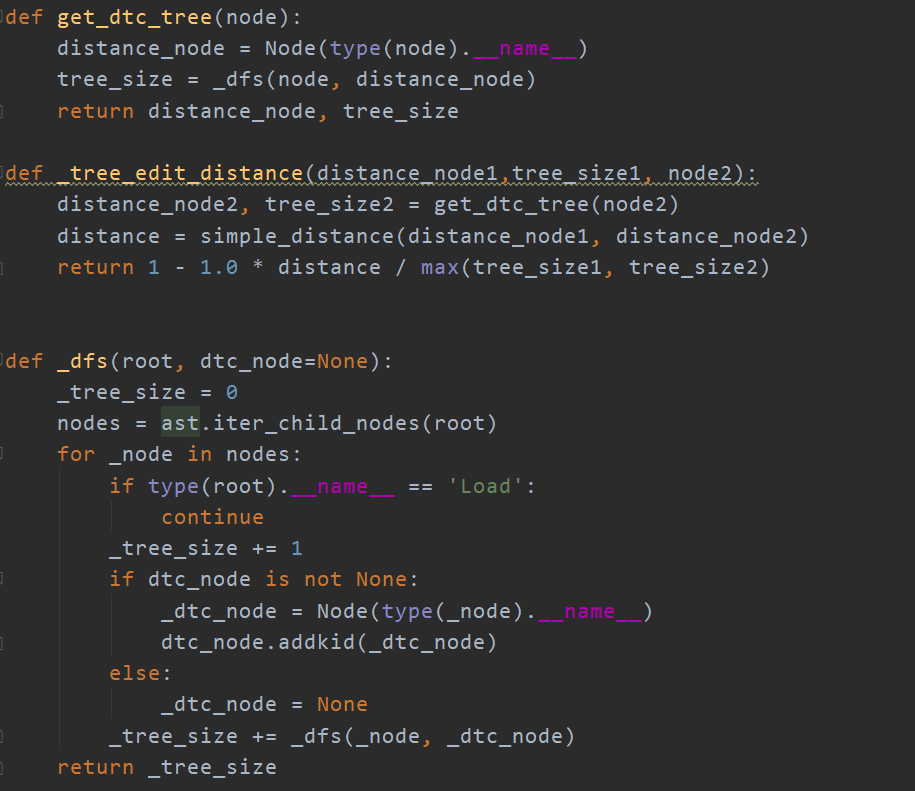 def get_dtc_tree(node):
    distance_node = Node(type(node).__name__)
    tree_size = _dfs(node, distance_node)
    return distance_node, tree_size
def _tree_edit_distance(distance_node1,tree_size1, node2):
    distance_node2, tree_size2 = get_dtc_tree(node2)
    distance = simple_distance(distance_node1, distance_node2)
    return 1 - 1.0 * distance / max(tree_size1, tree_size2)
def _dfs(root, dtc_node=None):
    _tree_size = 0
    nodes = ast.iter_child_nodes(root)
    for _node in nodes:
        if type(root).__name__ == 'Load':
            continue
        _tree_size += 1
        if dtc_node is not None:
            _dtc_node = Node(type(_node).__name__)
            dtc_node.addkid(_dtc_node)
        else:
            _dtc_node = None
        _tree_size += _dfs(_node, _dtc_node)
    return _tree_size